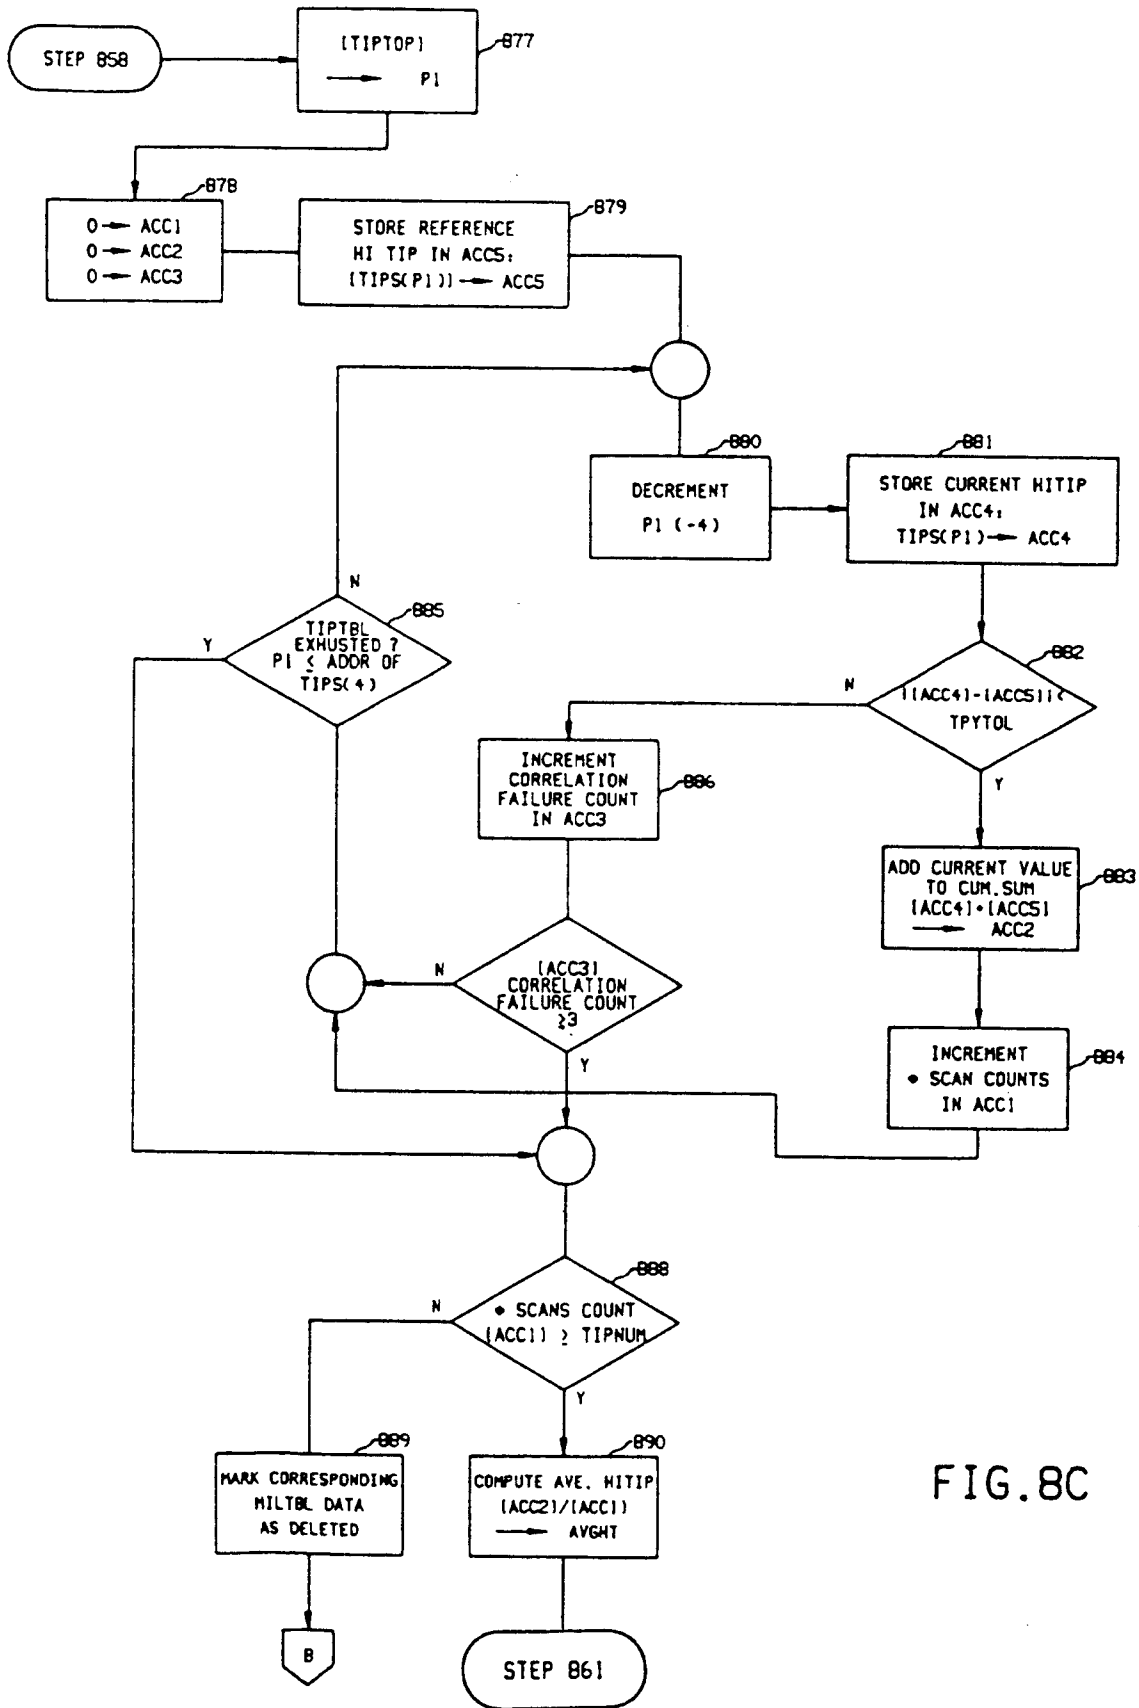 STEP 858
[TIPTOP]
→ P1
877
878
0 → ACC1
0 → ACC2
0 → ACC3
879
STORE REFERENCE
HI TIP IN ACC5:
[TIPS(P1)] → ACC5
880
DECREMENT
P1 (-4)
881
STORE CURRENT HITIP
IN ACC4:
TIPS(P1) → ACC4
N
885
TIPTBL
EXHUSTED ?
P1 ≤ ADDR OF
TIPS(4)
Y
882
|[ACC4]-[ACC5]|<
TPYTOL
N
Y
INCREMENT
CORRELATION
FAILURE COUNT
IN ACC3
886
ADD CURRENT VALUE
TO CUM.SUM
[ACC4]+[ACC5]
→ ACC2
883
[ACC3]
CORRELATION
FAILURE COUNT
≥3
N
Y
INCREMENT
# SCAN COUNTS
IN ACC1
884
888
# SCANS COUNT
[ACC1] ≥ TIPNUM
N
Y
889
MARK CORRESPONDING
MILTBL DATA
AS DELETED
890
COMPUTE AVE. HITIP
[ACC2]/[ACC1]
→ AVGHT
FIG.8C
B
STEP 861